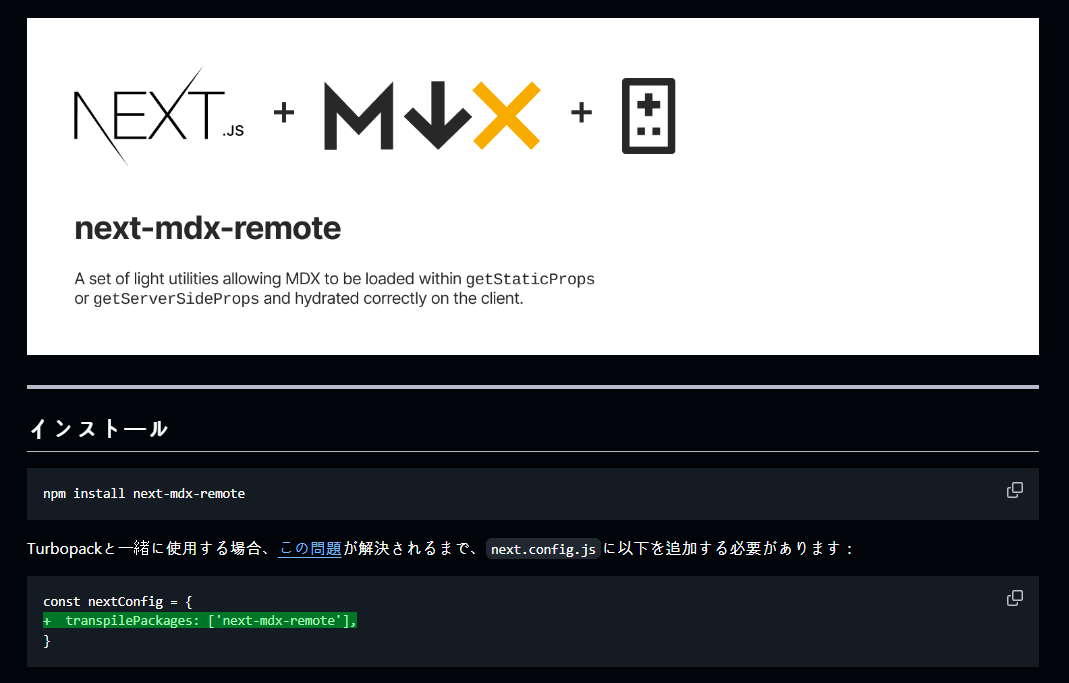 NEXT.JS + M↓X +
next-mdx-remote
A set of light utilities allowing MDX to be loaded within getStaticProps
or getServerSideProps and hydrated correctly on the client.
インストール
npm install next-mdx-remote
Turbopackと一緒に使用する場合、この問題が解決されるまで、next.config.jsに以下を追加する必要があります：
const nextConfig = {
+  transpilePackages: ['next-mdx-remote'],
}